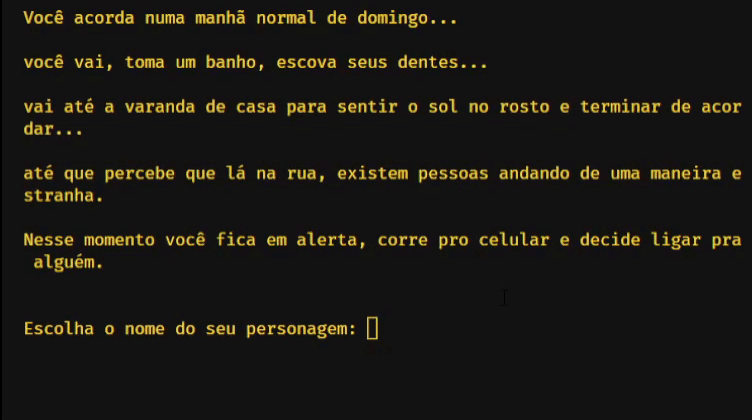 Você acorda numa manhã normal de domingo...
você vai, toma um banho, escova seus dentes...
vai até a varanda de casa para sentir o sol no rosto e terminar de acor
dar...
até que percebe que lá na rua, existem pessoas andando de uma maneira e
stranha.
Nesse momento você fica em alerta, corre pro celular e decide ligar pra
alguém.
Escolha o nome do seu personagem: